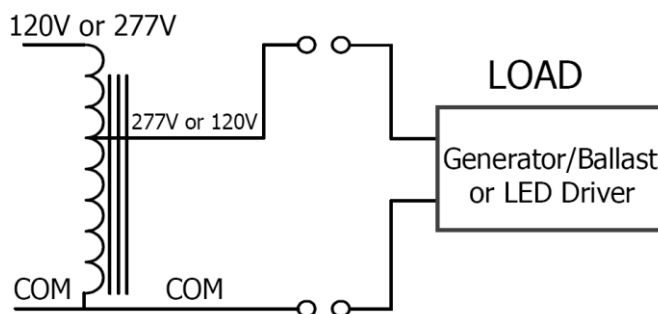 120V or 277V
277V or 120V
LOAD
Generator/Ballast
or LED Driver
COM
COM